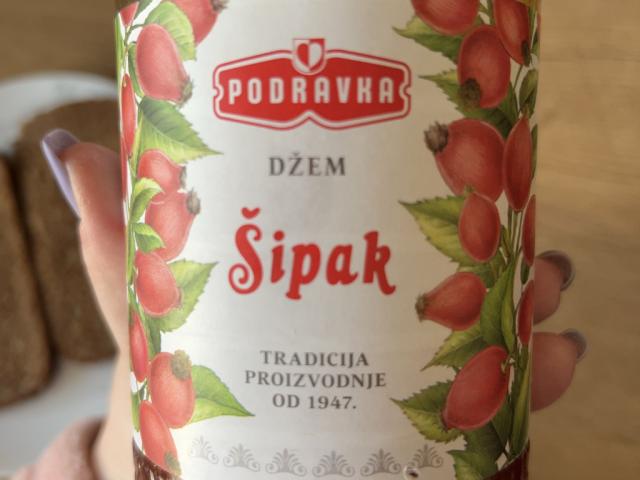 PODRAVKA
DŽEM
Šipak
TRADICIJA
PROIZVODNJE
OD 1947.